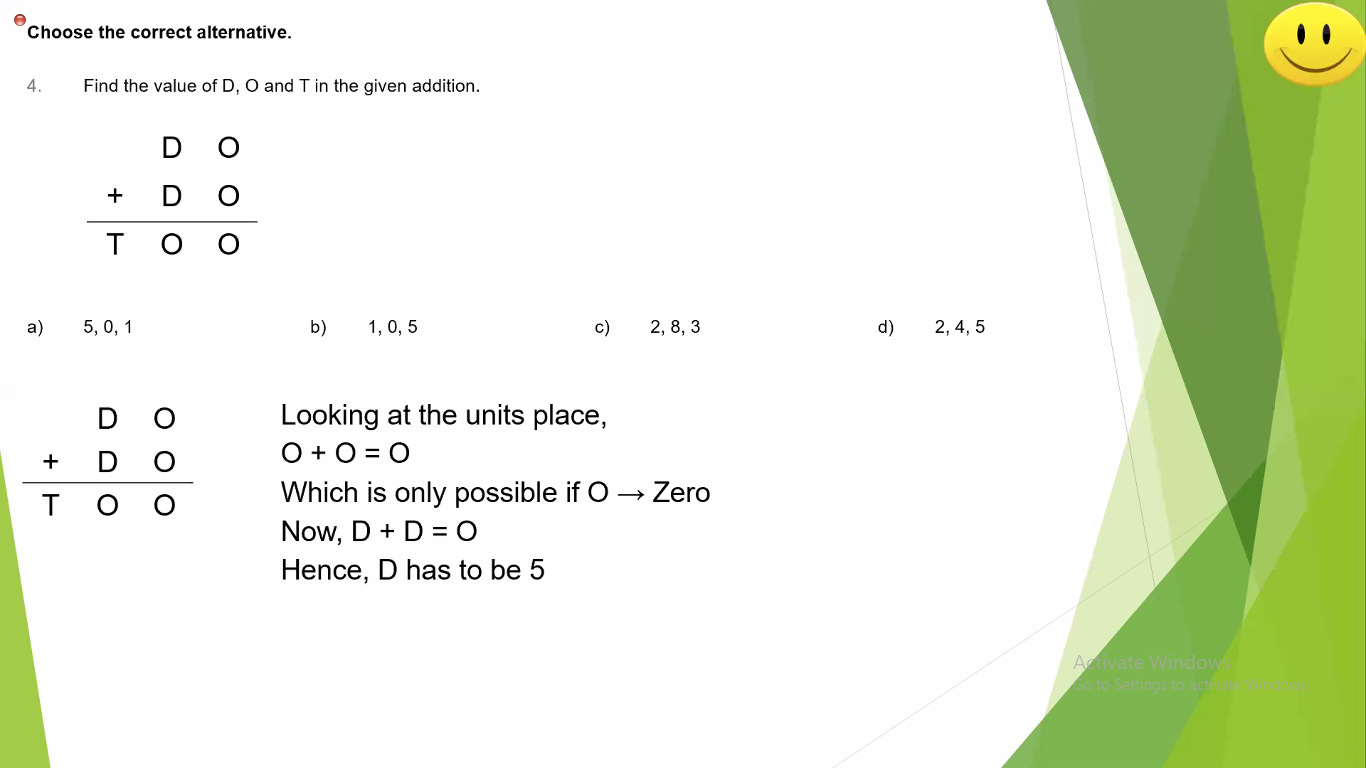 Choose the correct alternative.
4. Find the value of D, O and T in the given addition.
D O
+ D O
T O O
a) 5, 0, 1 b) 1, 0, 5 c) 2, 8, 3 d) 2, 4, 5
D O
+ D O
T O O
Looking at the units place,
O + O = O
Which is only possible if O → Zero
Now, D + D = O
Hence, D has to be 5
Activate Windows
Go to Settings to activate Windows.